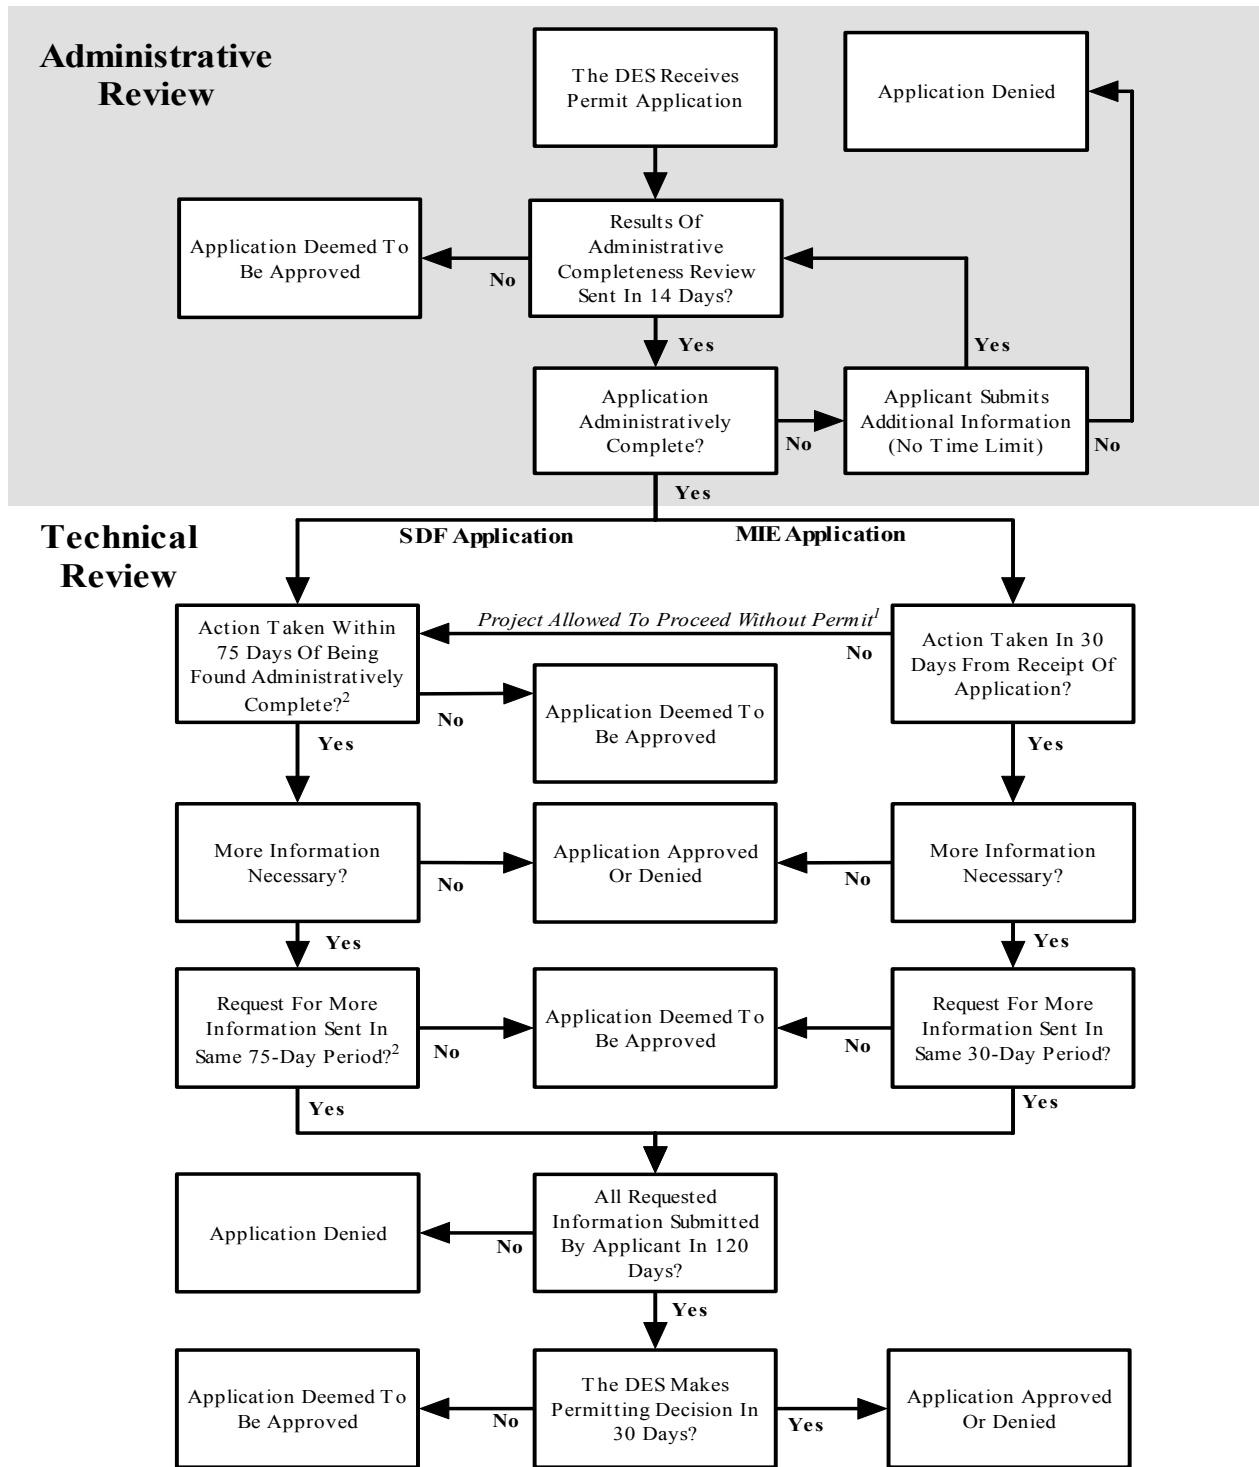 Administrative
Review
The DES Receives
Permit Application
Application Denied
Application Deemed To
Be Approved
No
Results Of
Administrative
Completeness Review
Sent In 14 Days?
Yes
Yes
Application
Administratively
Complete?
No
Applicant Submits
Additional Information
(No Time Limit)
No
Yes
Technical
Review
SDF Application
MIE Application
Action Taken Within
75 Days Of Being
Found Administratively
Complete?²
Project Allowed To Proceed Without Permit¹
No
Action Taken In 30
Days From Receipt Of
Application?
No
Application Deemed To
Be Approved
Yes
Yes
More Information
Necessary?
No
Application Approved
Or Denied
No
More Information
Necessary?
Yes
Yes
Request For More
Information Sent In
Same 75-Day Period?²
No
Application Deemed To
Be Approved
No
Request For More
Information Sent In
Same 30-Day Period?
Yes
Yes
Application Denied
No
All Requested
Information Submitted
By Applicant In 120
Days?
Yes
Application Deemed To
Be Approved
No
The DES Makes
Permitting Decision In
30 Days?
Yes
Application Approved
Or Denied